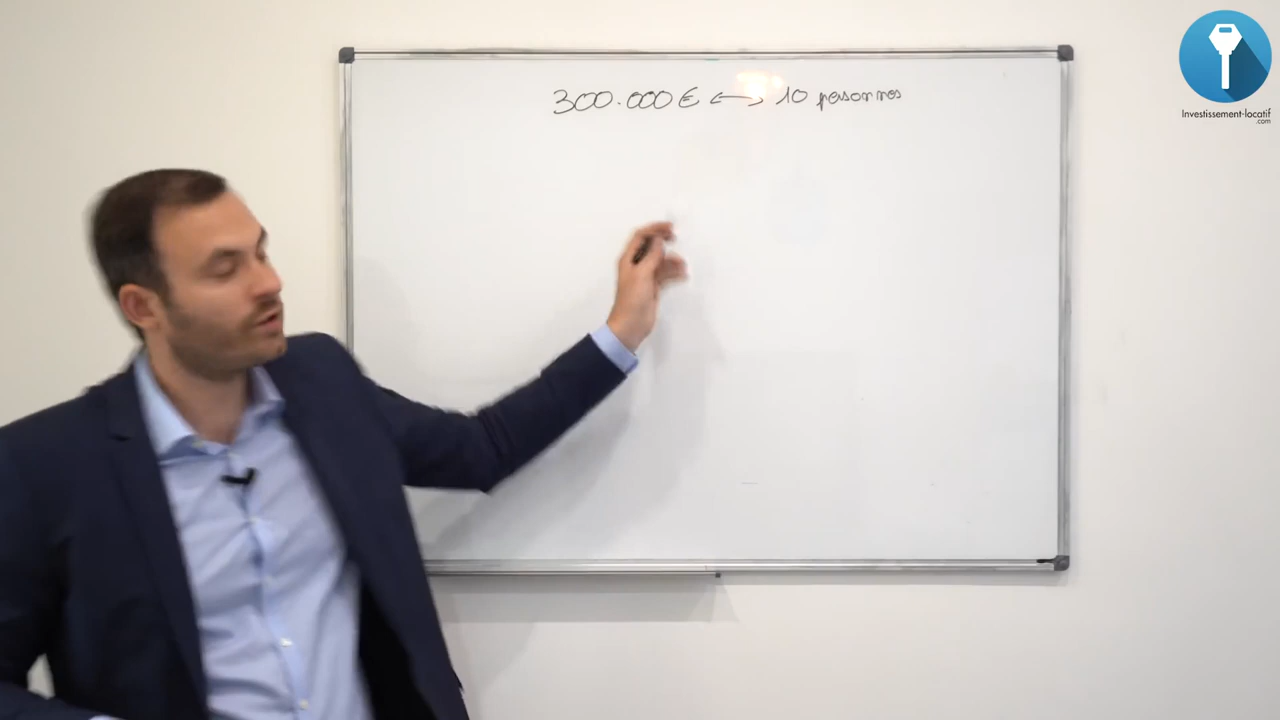 300.000 € ↔ 10 personnes
Investissement-locatif
.com